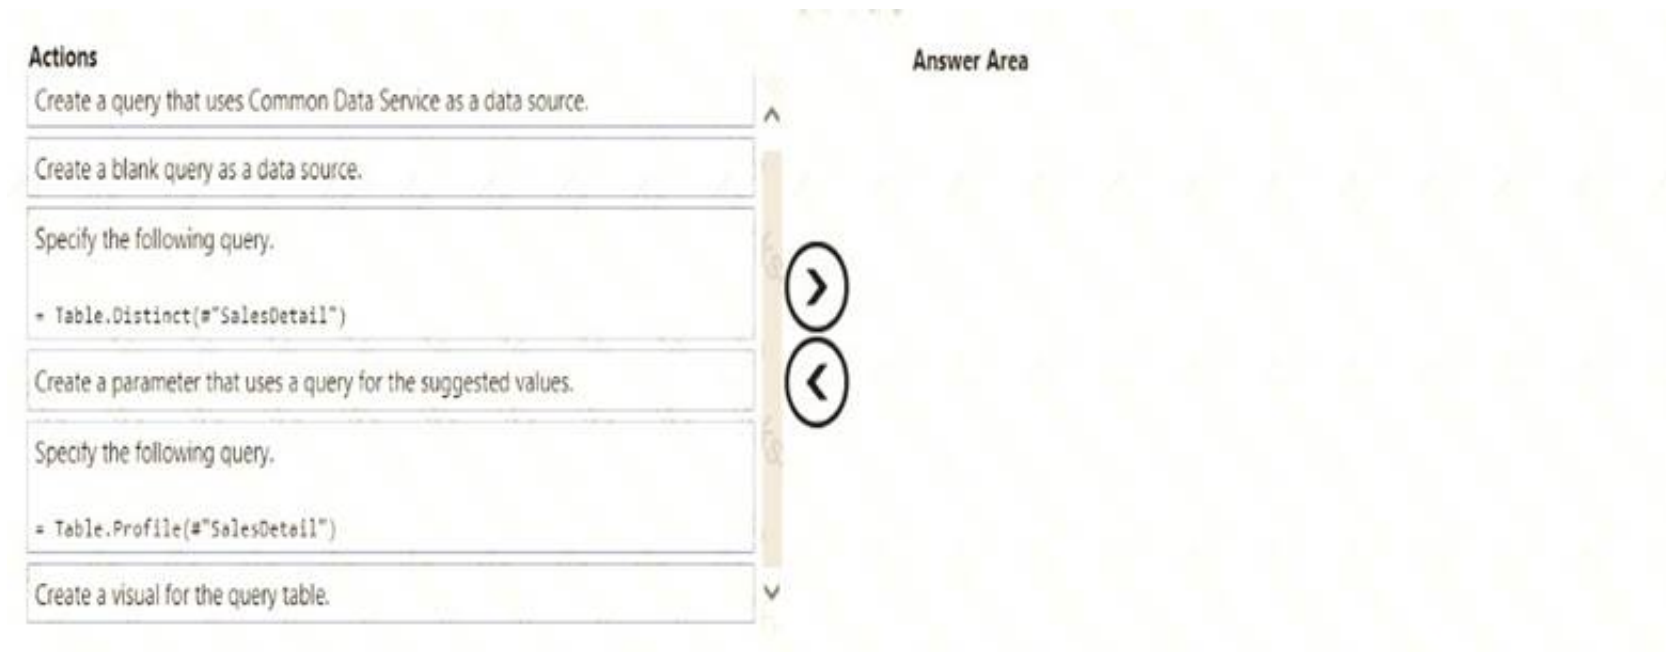 Actions
Answer Area
Create a query that uses Common Data Service as a data source.
Create a blank query as a data source.
Specify the following query.
= Table.Distinct(#"SalesDetail")
Create a parameter that uses a query for the suggested values.
Specify the following query.
= Table.Profile(#"SalesDetail")
Create a visual for the query table.